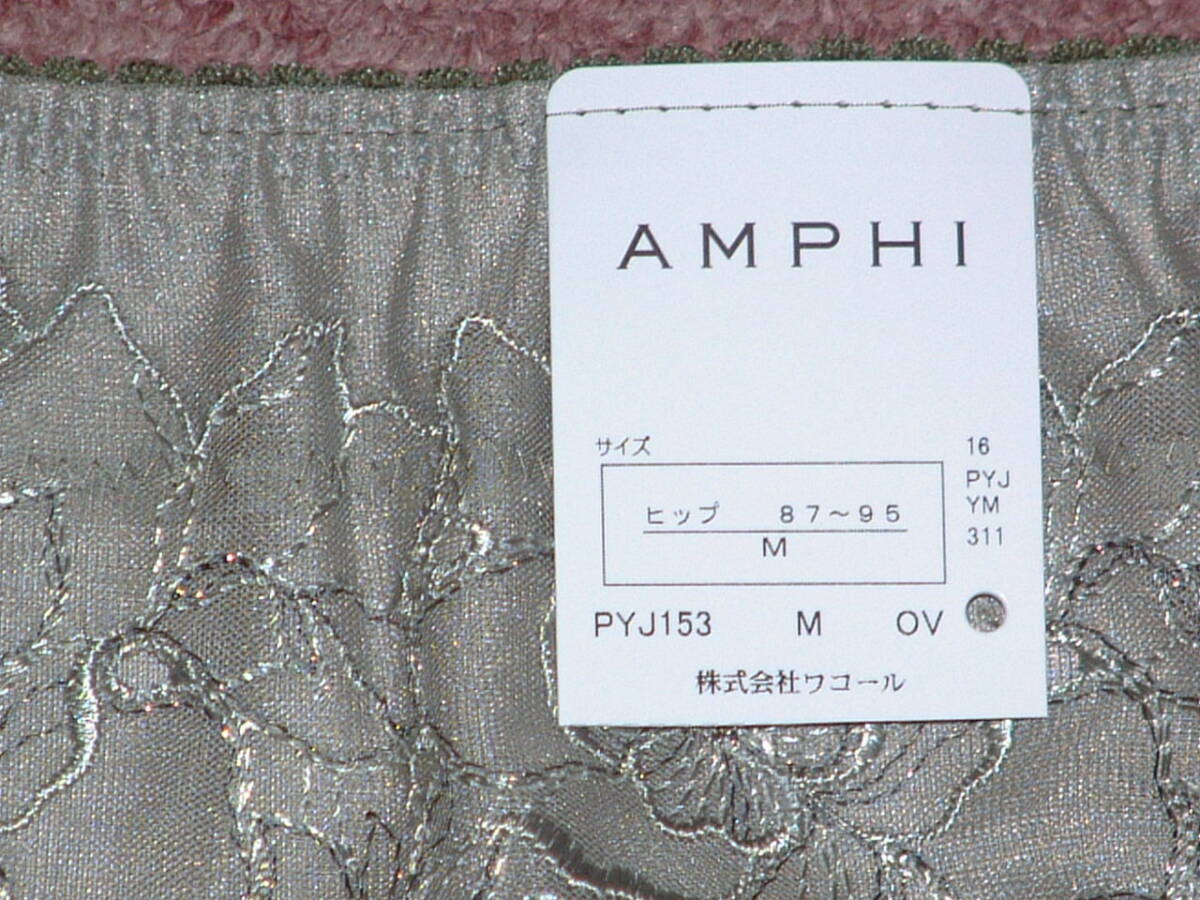 AMPHI
サイズ
ヒップ　８７～９５
M
16
PYJ
YM
311
PYJ153 M OV
株式会社ワコール